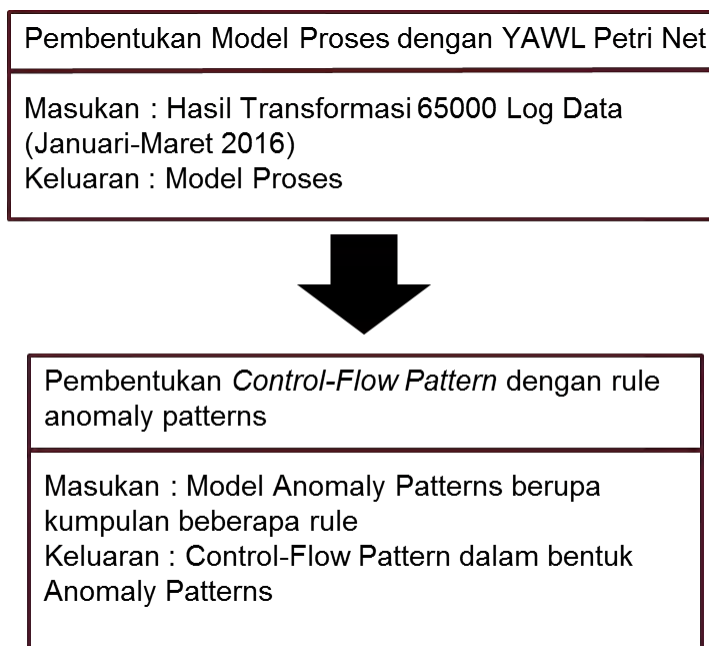 Pembentukan Model Proses dengan YAWL Petri Net
Masukan : Hasil Transformasi 65000 Log Data
(Januari-Maret 2016)
Keluaran : Model Proses
Pembentukan Control-Flow Pattern dengan rule
anomaly patterns
Masukan : Model Anomaly Patterns berupa
kumpulan beberapa rule
Keluaran : Control-Flow Pattern dalam bentuk
Anomaly Patterns